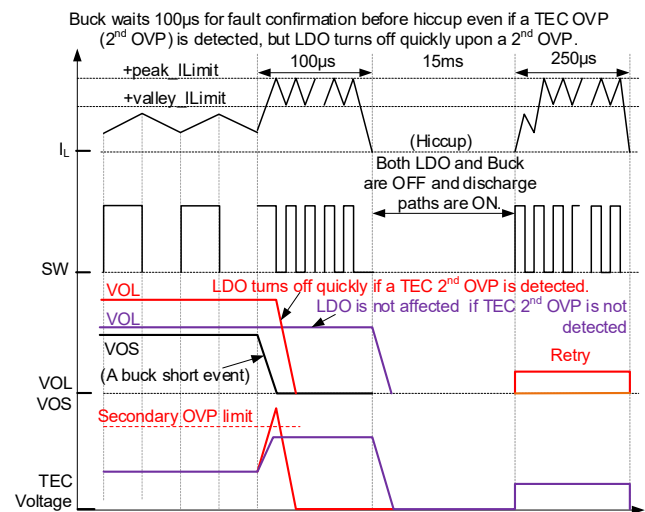 Buck waits 100µs for fault confirmation before hiccup even if a TEC OVP
(2nd OVP) is detected, but LDO turns off quickly upon a 2nd OVP.
100µs
15ms
250µs
+peak_ILimit
+valley_ILimit
(Hiccup)
IL
Both LDO and Buck
are OFF and discharge
paths are ON.
SW
LDO turns off quickly if a TEC 2nd OVP is detected.
VOL
LDO is not affected if TEC 2nd OVP is not
detected
VOL
VOS
(A buck short event)
Retry
VOL
VOS
Secondary OVP limit
TEC
Voltage